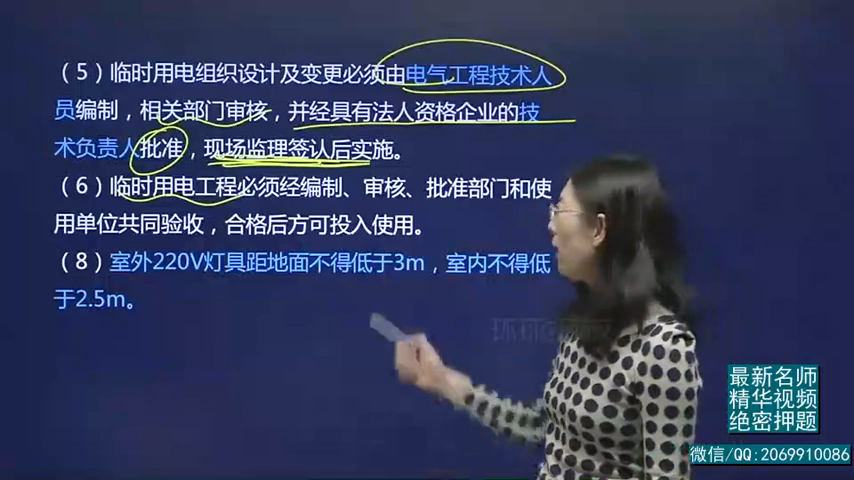 （5）临时用电组织设计及变更必须由电气工程技术人
员编制，相关部门审核，并经具有法人资格企业的技
术负责人批准，现场监理签认后实施。
（6）临时用电工程必须经编制、审核、批准部门和使
用单位共同验收，合格后方可投入使用。
（8）室外220V灯具距地面不得低于3m，室内不得低
于2.5m。
最新名师
精华视频
绝密押题
微信/QQ:2069910086